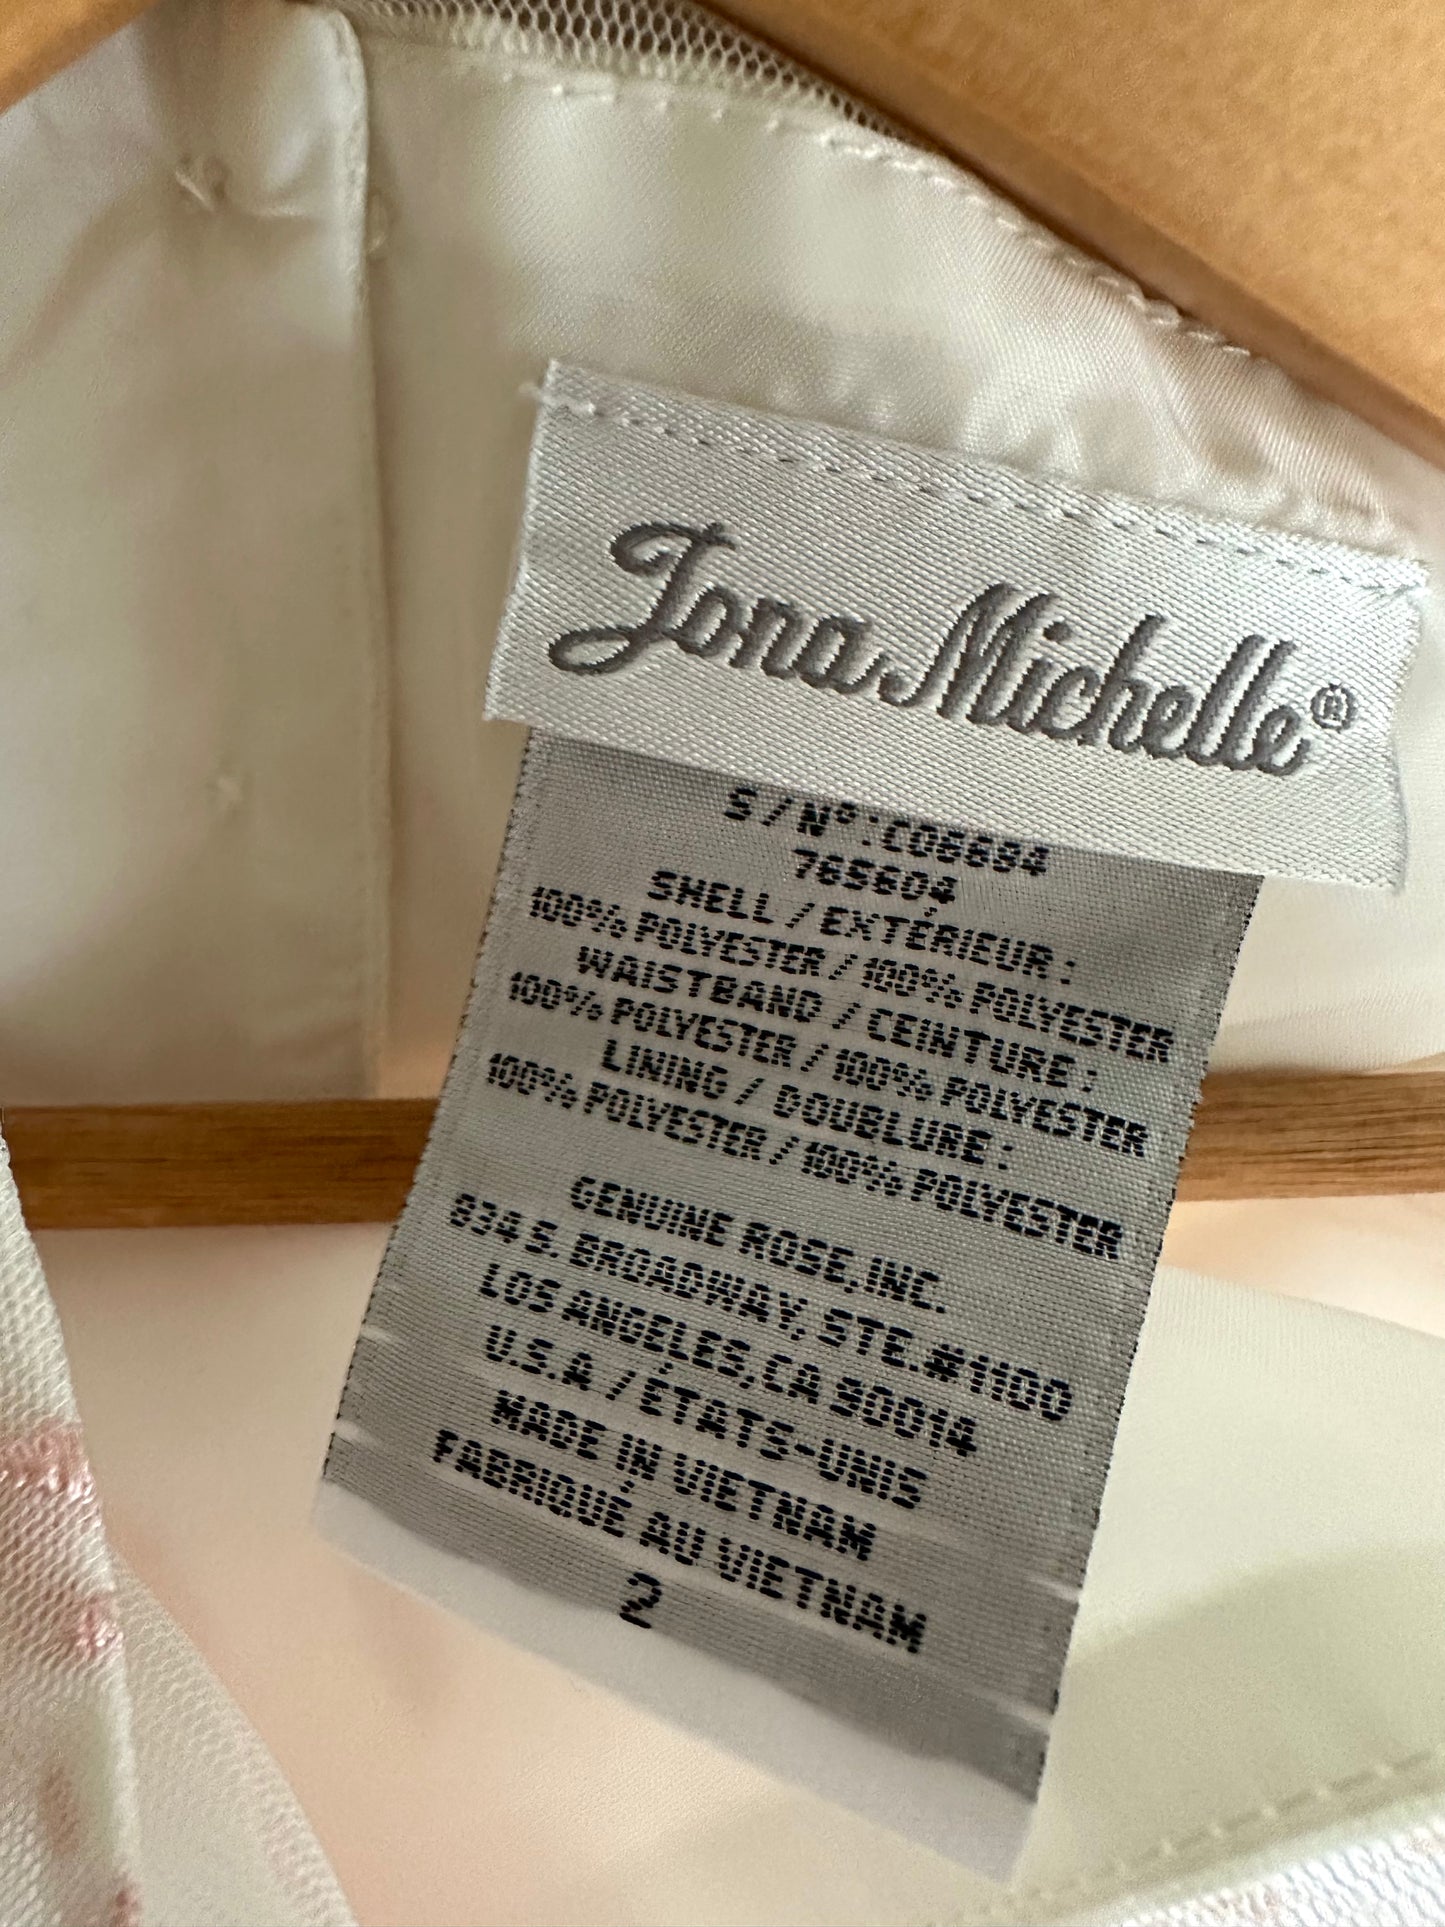 Jona Michelle®
S/Nº:C06694
765604
SHELL / EXTÉRIEUR :
100% POLYESTER / 100% POLYESTER
WAISTBAND / CEINTURE :
100% POLYESTER / 100% POLYESTER
LINING / DOUBLURE :
100% POLYESTER / 100% POLYESTER
GENUINE ROSE,INC.
834 S. BROADWAY, STE.#1100
LOS ANGELES,CA 90014
U.S.A / ÉTATS-UNIS
MADE IN VIETNAM
FABRIQUÉ AU VIETNAM
2